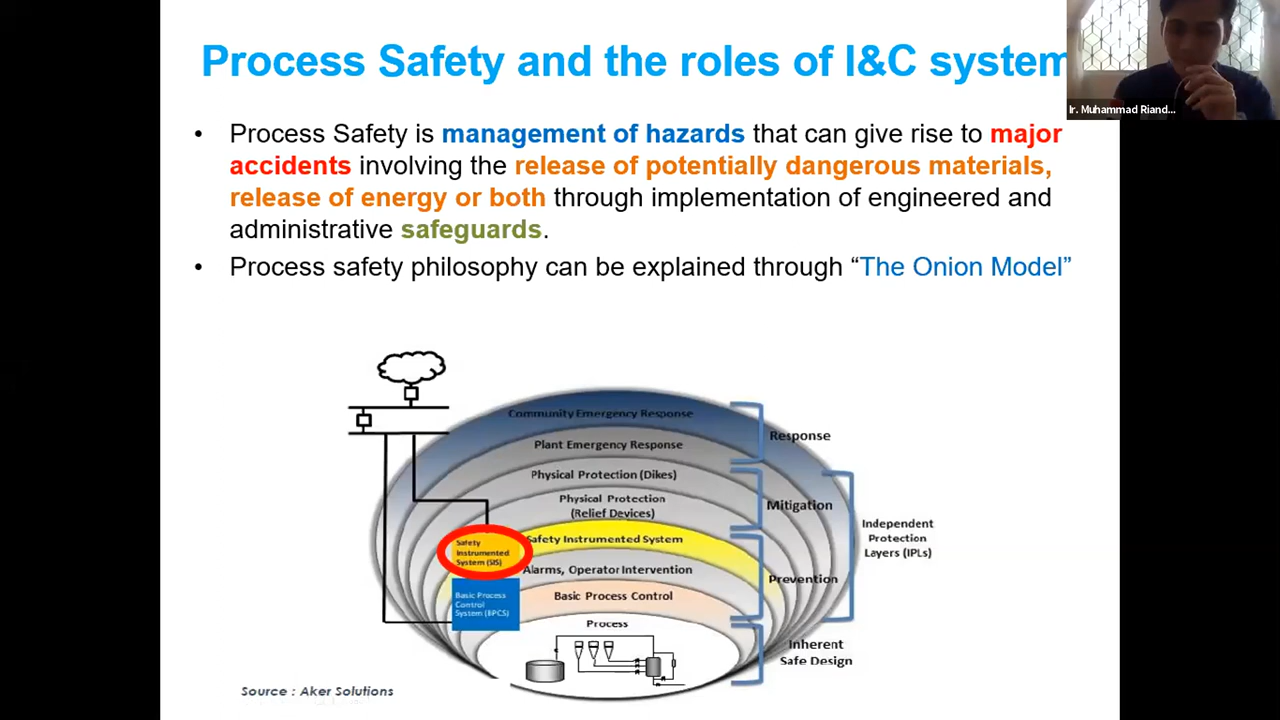 Process Safety and the roles of I&C system
Ir. Muhammad Riand...
• Process Safety is management of hazards that can give rise to major
accidents involving the release of potentially dangerous materials,
release of energy or both through implementation of engineered and
administrative safeguards.
• Process safety philosophy can be explained through “The Onion Model”
Community Emergency Response
Plant Emergency Response
Response
Physical Protection (Dikes)
Physical Protection
(Relief Devices)
Mitigation
Independent
Protection
Layers (IPLs)
Safety
Instrumented
System (SIS)
Safety Instrumented System
Alarms, Operator Intervention
Prevention
Basic Process
Control
System (BPCS)
Basic Process Control
Process
Inherent
Safe Design
Source : Aker Solutions